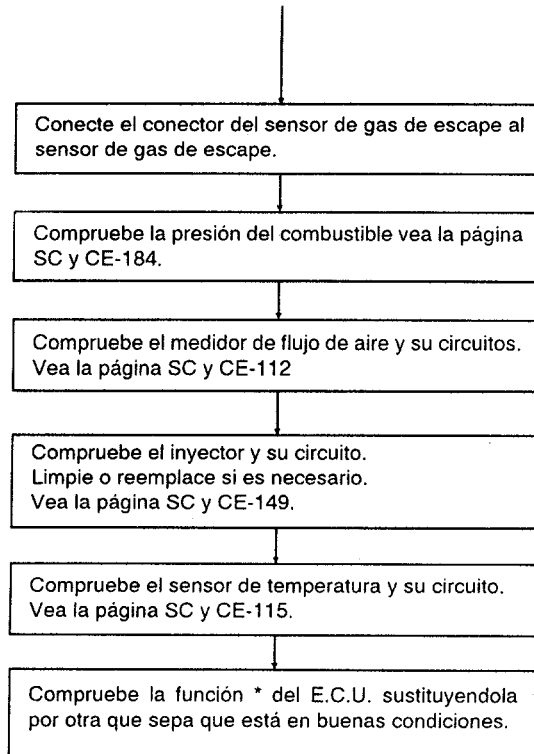 Conecte el conector del sensor de gas de escape al
sensor de gas de escape.
Compruebe la presión del combustible vea la página
SC y CE-184.
Compruebe el medidor de flujo de aire y su circuitos.
Vea la página SC y CE-112
Compruebe el inyector y su circuito.
Limpie o reemplace si es necesario.
Vea la página SC y CE-149.
Compruebe el sensor de temperatura y su circuito.
Vea la página SC y CE-115.
Compruebe la función * del E.C.U. sustituyendola
por otra que sepa que está en buenas condiciones.